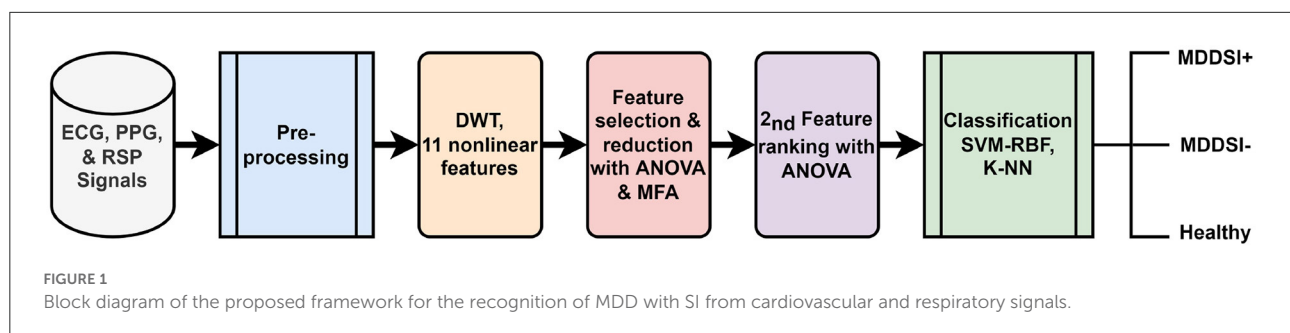 ECG, PPG,
& RSP
Signals
Pre-
processing
DWT,
11 nonlinear
features
Feature
selection &
reduction
with ANOVA
& MFA
2nd Feature
ranking with
ANOVA
Classification
SVM-RBF,
K-NN
MDDSI+
MDDSI-
Healthy
FIGURE 1
Block diagram of the proposed framework for the recognition of MDD with SI from cardiovascular and respiratory signals.